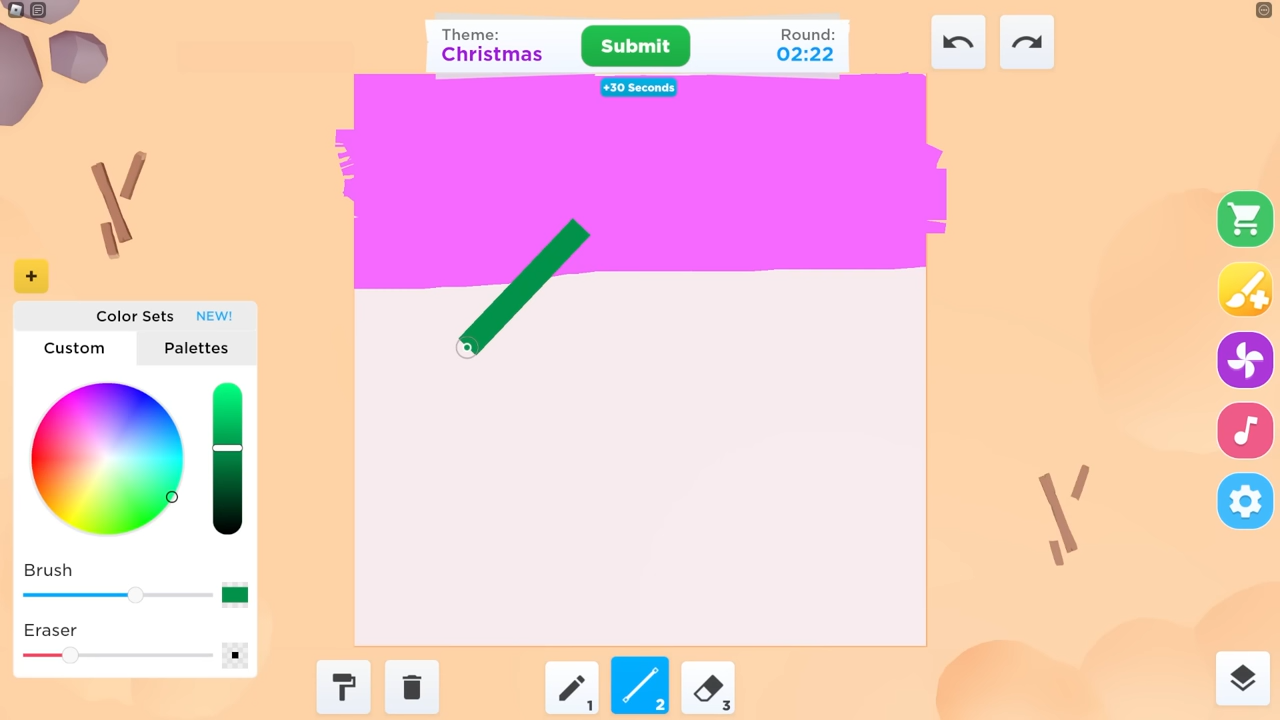 Theme:
Christmas
Submit
Round:
02:22
+30 Seconds
+
Color Sets NEW!
Custom Palettes
Brush
Eraser
1 2 3